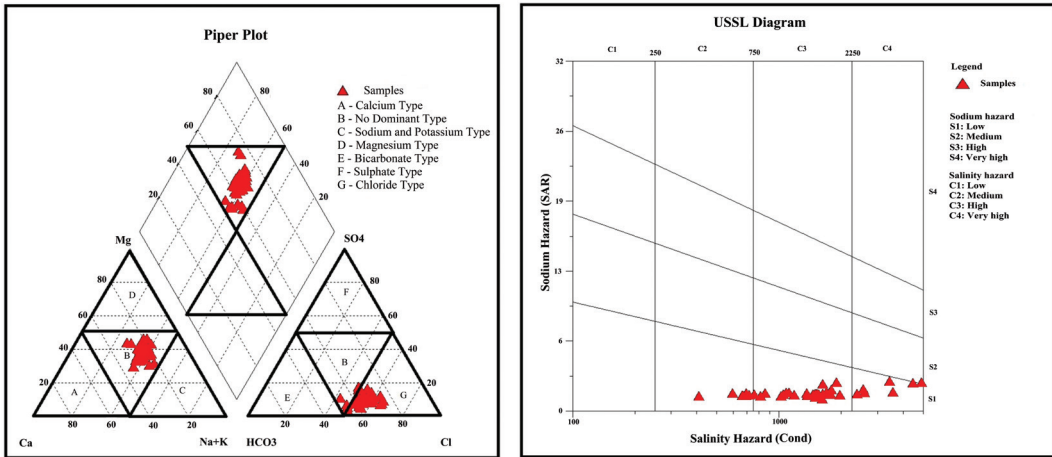 Piper Plot
80
80
60
60
40
40
20
20
Samples
A - Calcium Type
B - No Dominant Type
C - Sodium and Potassium Type
D - Magnesium Type
E - Bicarbonate Type
F - Sulphate Type
G - Chloride Type
Mg
SO4
80
80
60
60
40
40
20
20
D
B
A
C
F
B
E
G
80
60
40
20
20
40
60
80
Ca
Na+K
HCO3
Cl
USSL Diagram
C1
250
C2
750
C3
2250
C4
32
26
19
13
6
0
Sodium Hazard (SAR)
100
1000
Salinity Hazard (Cond)
S4
S3
S2
S1
Legend
Samples
Sodium hazard
S1: Low
S2: Medium
S3: High
S4: Very high
Salinity hazard
C1: Low
C2: Medium
C3: High
C4: Very high